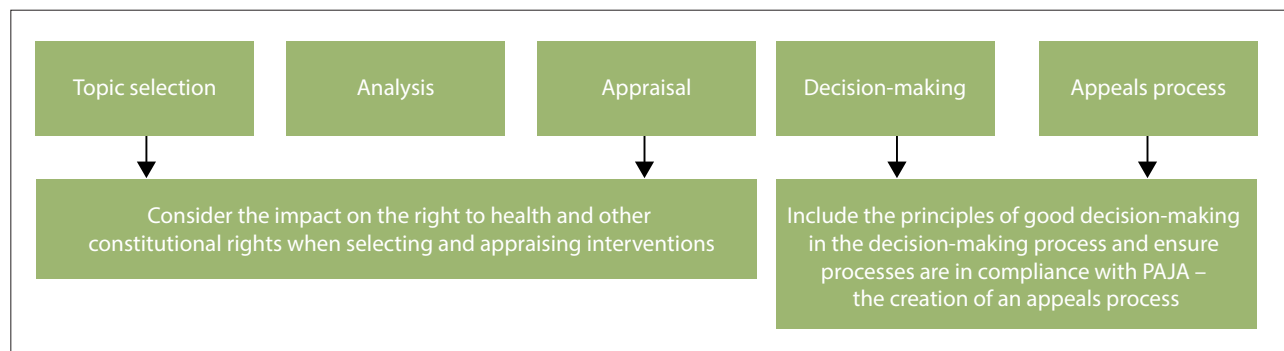 Topic selection
Analysis
Appraisal
Decision-making
Appeals process
Consider the impact on the right to health and other
constitutional rights when selecting and appraising interventions
Include the principles of good decision-making
in the decision-making process and ensure
processes are in compliance with PAJA –
the creation of an appeals process